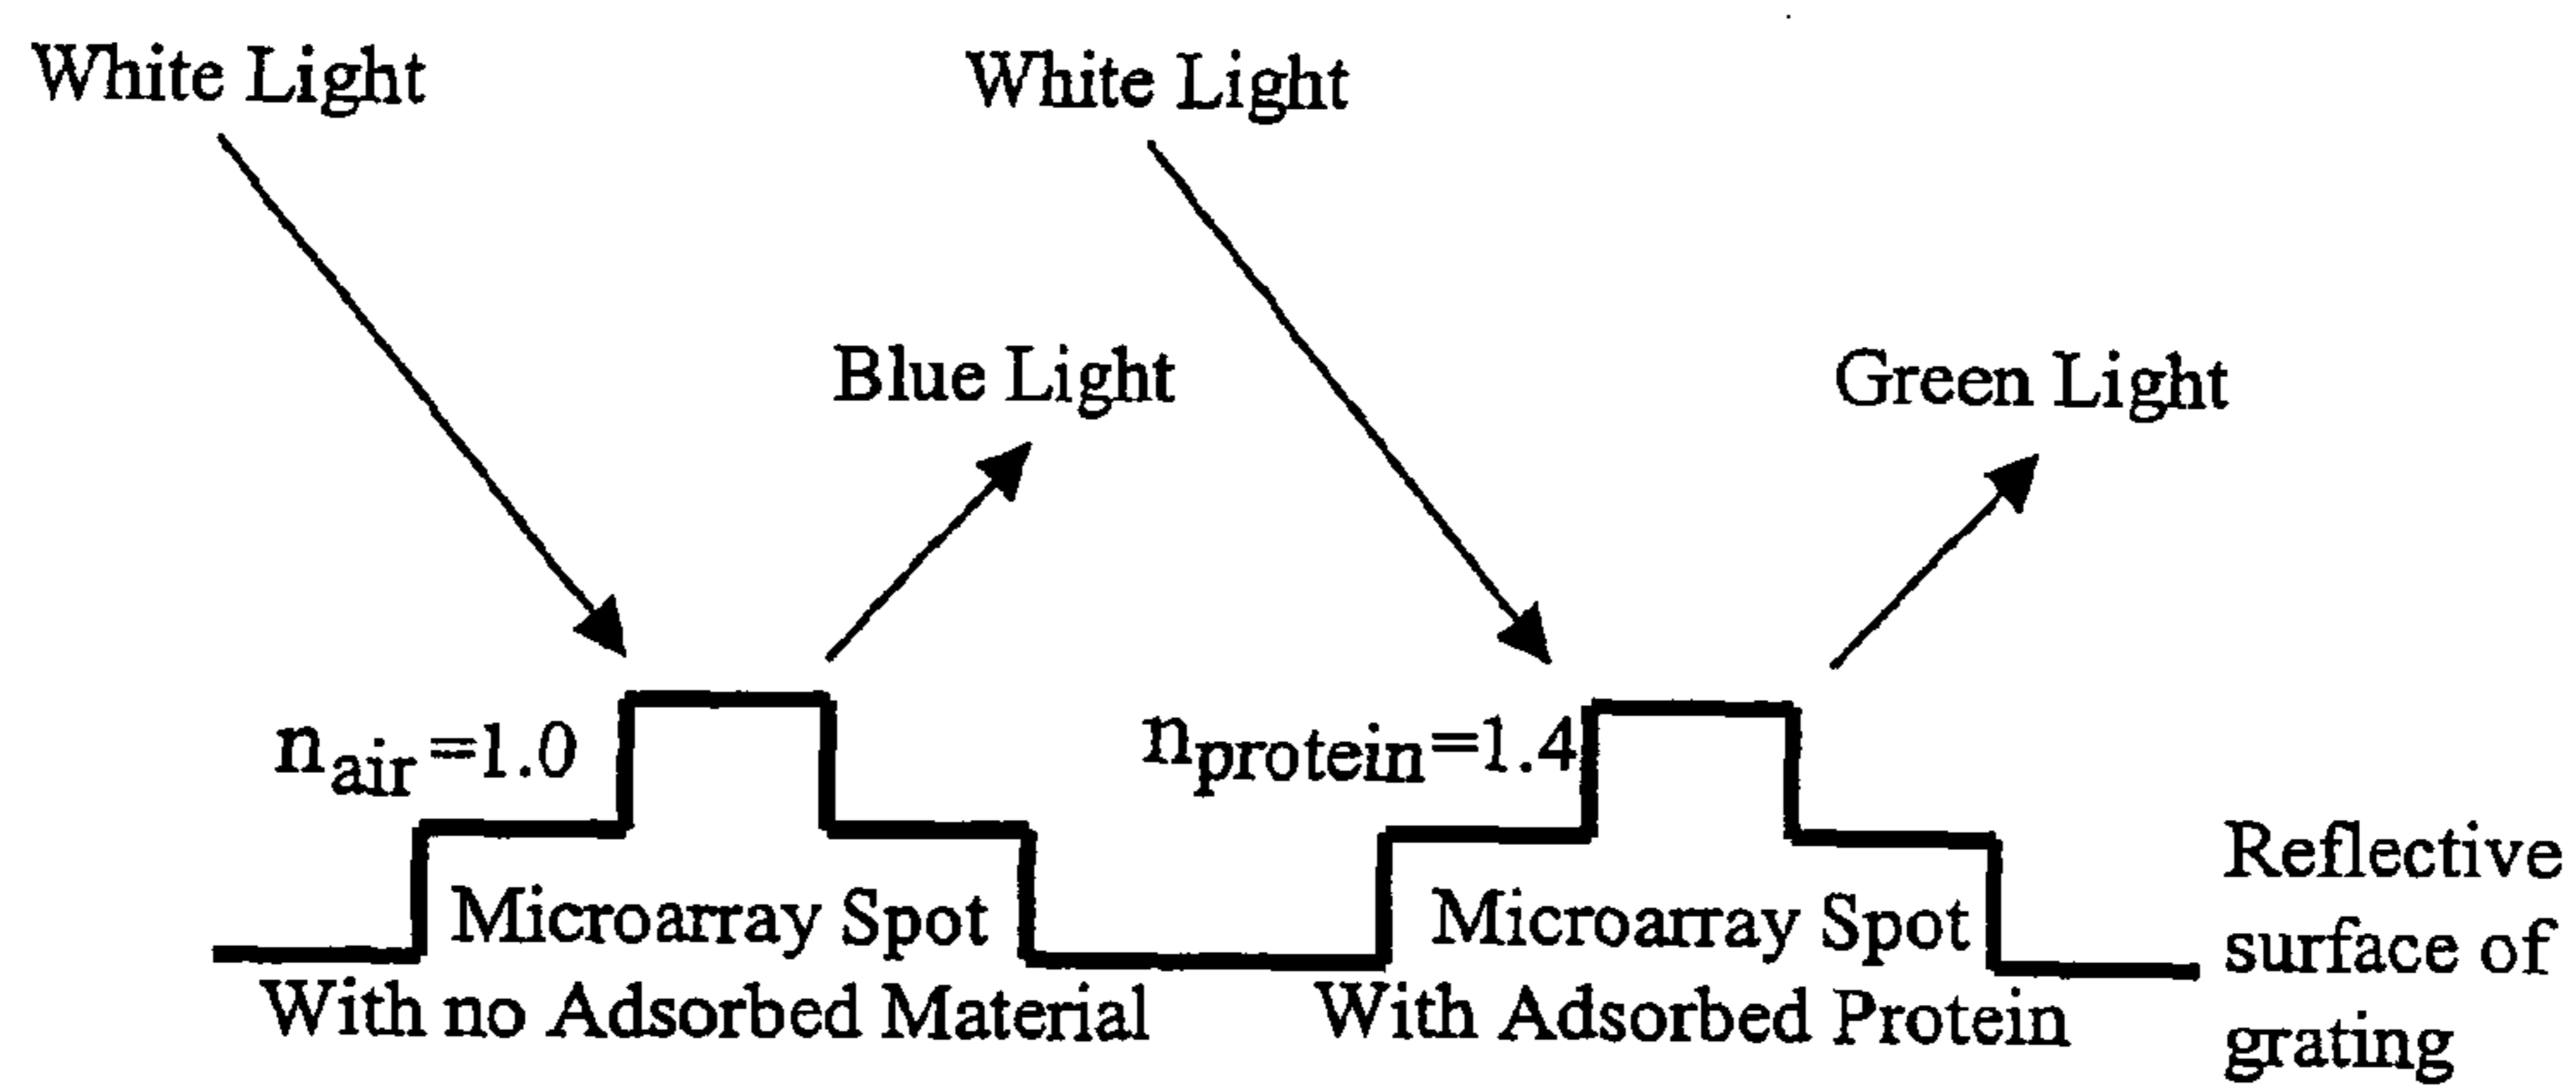 White Light
White Light
Blue Light
Green Light
nair=1.0
nprotein=1.4
Microarray Spot
With no Adsorbed Material
Microarray Spot
With Adsorbed Protein
Reflective
surface of
grating